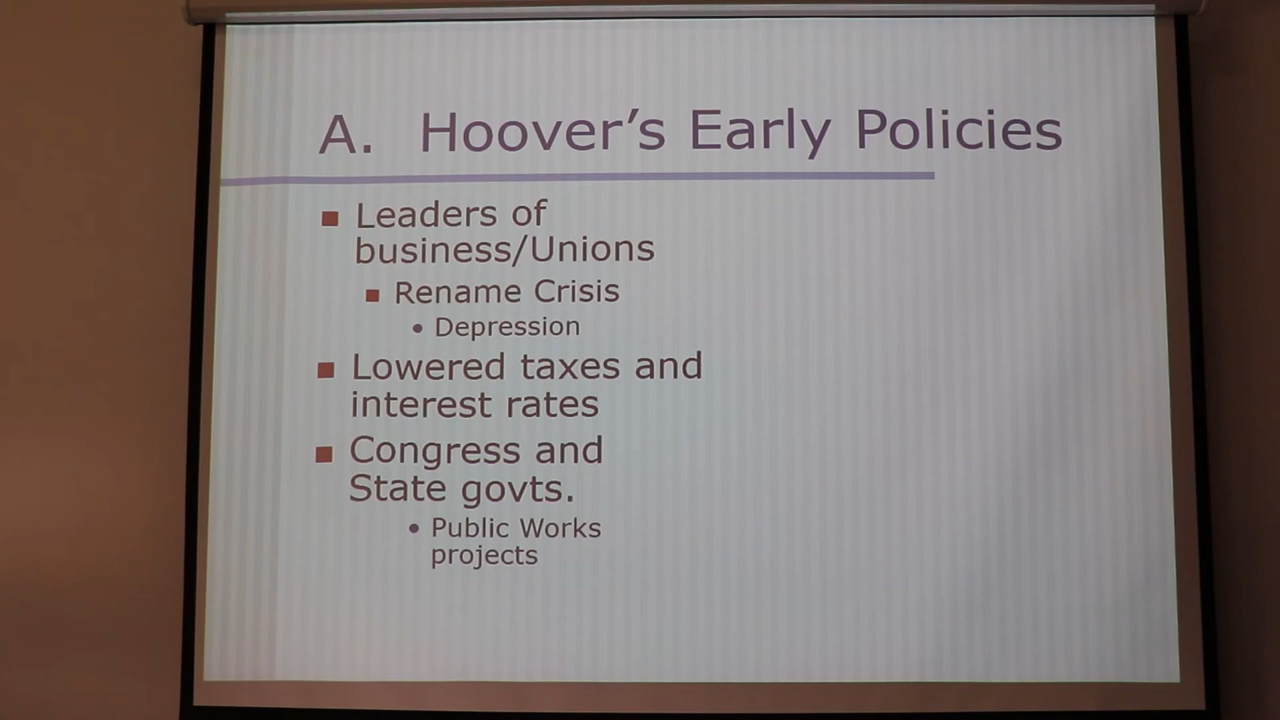 A. Hoover's Early Policies
Leaders of
business/Unions
Rename Crisis
Depression
Lowered taxes and
interest rates
Congress and
State govts.
Public Works
projects